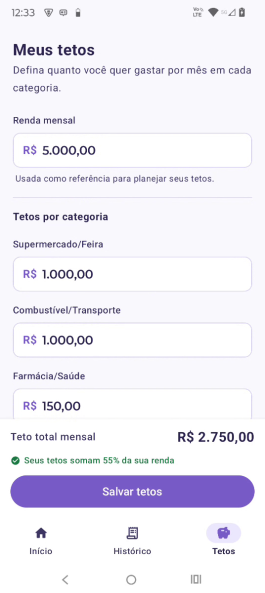 12:33
LTE
Meus tetos
Defina quanto você quer gastar por mês em cada
categoria.
Renda mensal
R$ 5.000,00
Usada como referência para planejar seus tetos.
Tetos por categoria
Supermercado/Feira
R$ 1.000,00
Combustível/Transporte
R$ 1.000,00
Farmácia/Saúde
R$ 150,00
Teto total mensal R$ 2.750,00
Seus tetos somam 55% da sua renda
Salvar tetos
Início Histórico Tetos